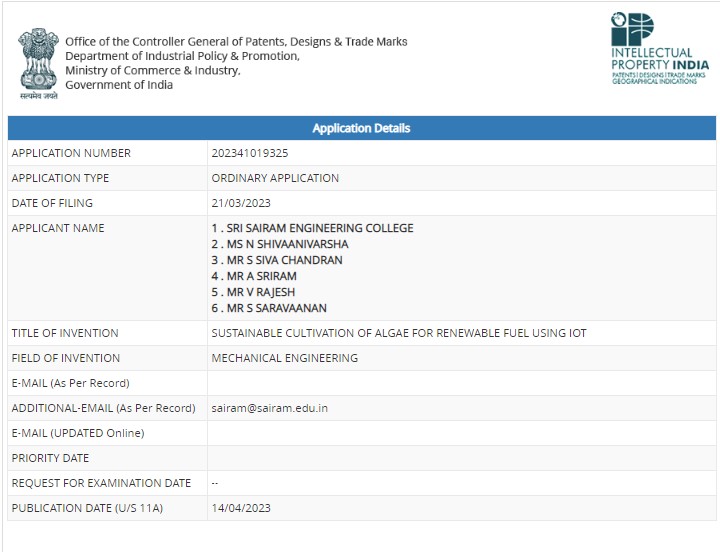 Office of the Controller General of Patents, Designs & Trade Marks
Department of Industrial Policy & Promotion,
Ministry of Commerce & Industry,
Government of India
सत्यमेव जयते
INTELLECTUAL
PROPERTY INDIA
PATENTS | DESIGNS | TRADE MARKS
GEOGRAPHICAL INDICATIONS
Application Details
APPLICATION NUMBER 202341019325
APPLICATION TYPE ORDINARY APPLICATION
DATE OF FILING 21/03/2023
APPLICANT NAME 1 . SRI SAIRAM ENGINEERING COLLEGE
2 . MS N SHIVAANIVARSHA
3 . MR S SIVA CHANDRAN
4 . MR A SRIRAM
5 . MR V RAJESH
6 . MR S SARAVAANAN
TITLE OF INVENTION SUSTAINABLE CULTIVATION OF ALGAE FOR RENEWABLE FUEL USING IOT
FIELD OF INVENTION MECHANICAL ENGINEERING
E-MAIL (As Per Record)
ADDITIONAL-EMAIL (As Per Record) sairam@sairam.edu.in
E-MAIL (UPDATED Online)
PRIORITY DATE
REQUEST FOR EXAMINATION DATE --
PUBLICATION DATE (U/S 11A) 14/04/2023